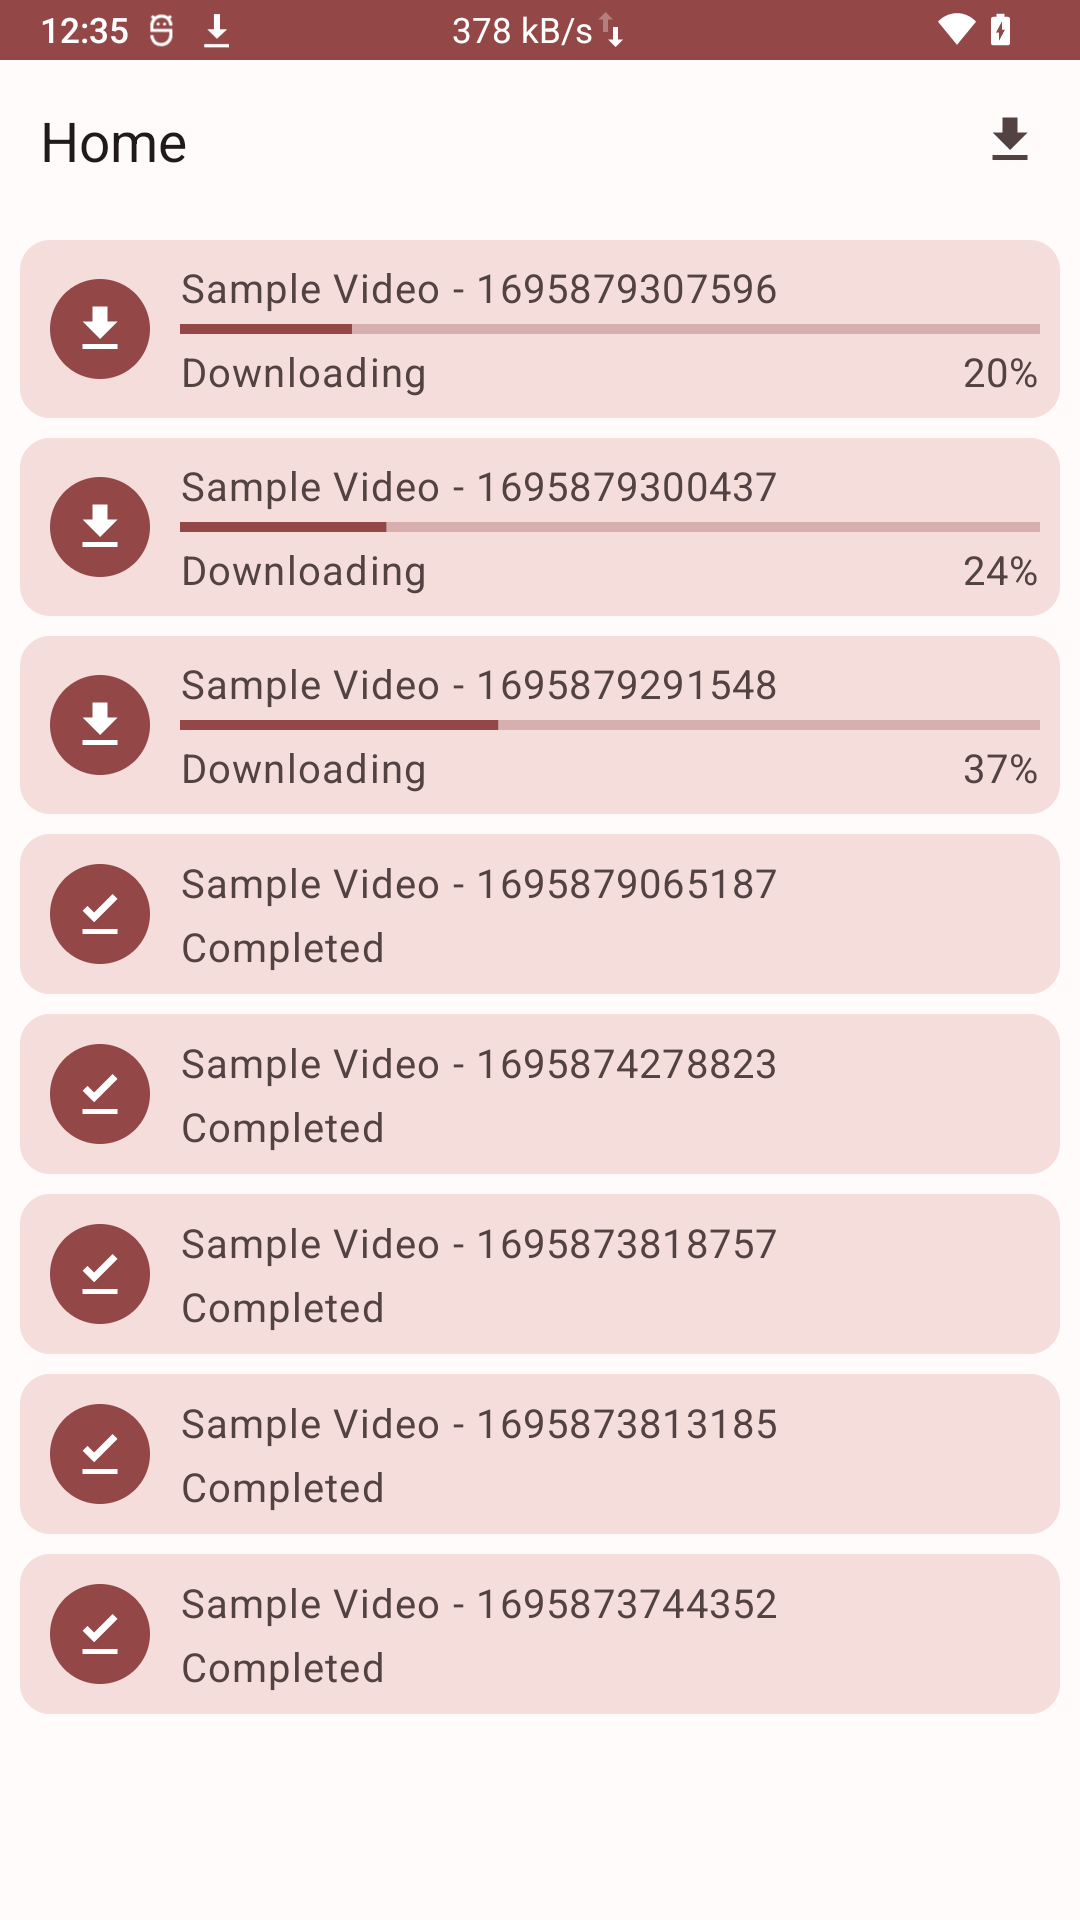 12:35 378 kB/s
Home
Sample Video - 1695879307596
Downloading 20%
Sample Video - 1695879300437
Downloading 24%
Sample Video - 1695879291548
Downloading 37%
Sample Video - 1695879065187
Completed
Sample Video - 1695874278823
Completed
Sample Video - 1695873818757
Completed
Sample Video - 1695873813185
Completed
Sample Video - 1695873744352
Completed